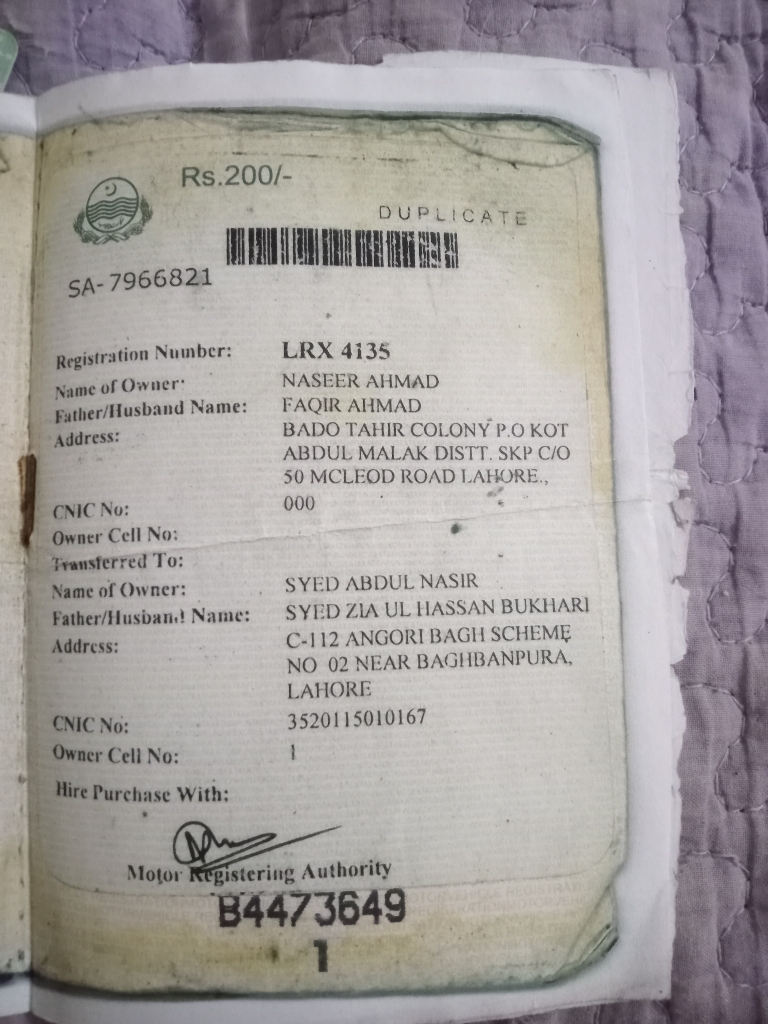 Rs.200/-
DUPLICATE
SA-7966821
Registration Number: LRX 4135
Name of Owner: NASEER AHMAD
Father/Husband Name: FAQIR AHMAD
Address: BADO TAHIR COLONY P.O KOT
ABDUL MALAK DISTT. SKP C/O
50 MCLEOD ROAD LAHORE.,
CNIC No: 000
Owner Cell No:
Transferred To:
Name of Owner: SYED ABDUL NASIR
Father/Husband Name: SYED ZIA UL HASSAN BUKHARI
Address: C-112 ANGORI BAGH SCHEME
NO 02 NEAR BAGHBANPURA,
LAHORE
CNIC No: 3520115010167
Owner Cell No: 1
Hire Purchase With:
Motor Registering Authority
B4473649
1